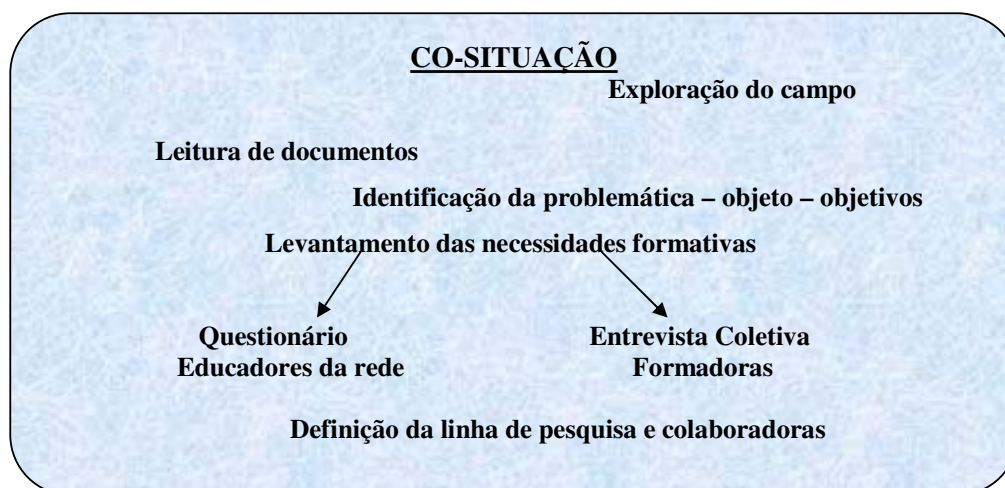 CO-SITUAÇÃO
Exploração do campo
Leitura de documentos
Identificação da problemática – objeto – objetivos
Levantamento das necessidades formativas
Questionário
Educadores da rede
Entrevista Coletiva
Formadoras
Definição da linha de pesquisa e colaboradoras